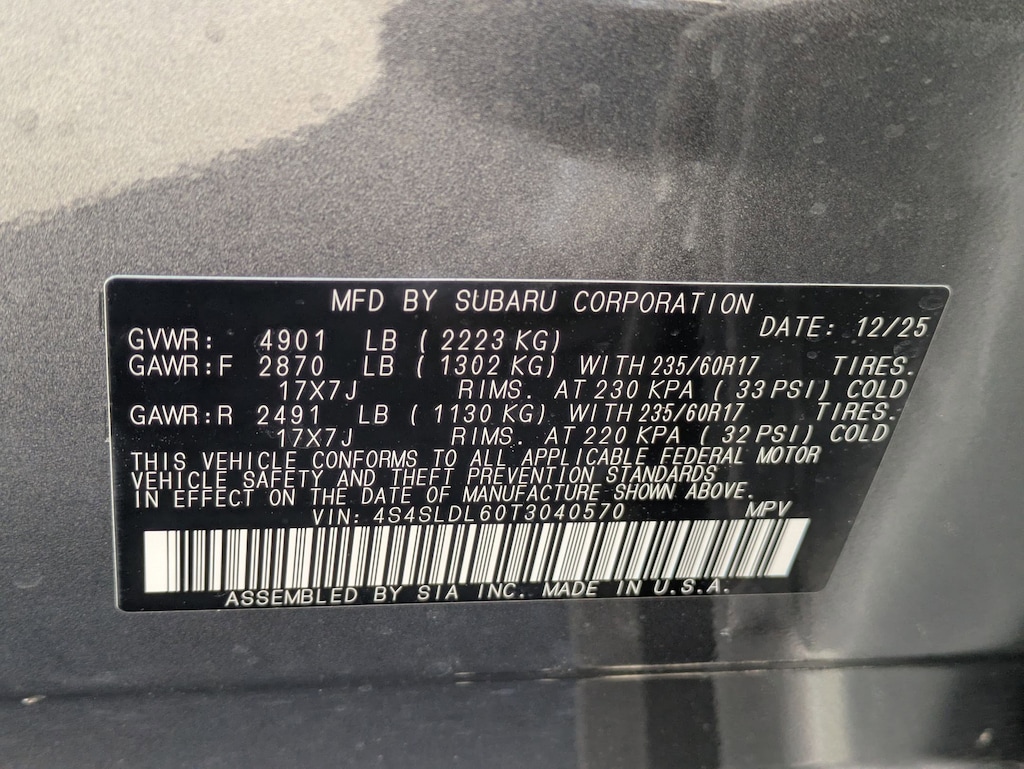 MFD BY SUBARU CORPORATION
DATE: 12/25
GVWR: 4901 LB ( 2223 KG)
GAWR:F 2870 LB ( 1302 KG) WITH 235/60R17 TIRES.
17X7J RIMS. AT 230 KPA ( 33 PSI) COLD
GAWR:R 2491 LB ( 1130 KG) WITH 235/60R17 TIRES.
17X7J RIMS. AT 220 KPA ( 32 PSI) COLD
THIS VEHICLE CONFORMS TO ALL APPLICABLE FEDERAL MOTOR
VEHICLE SAFETY AND THEFT PREVENTION STANDARDS
IN EFFECT ON THE DATE OF MANUFACTURE SHOWN ABOVE.
VIN: 4S4SLDL60T3040570 MPV
ASSEMBLED BY SIA INC. MADE IN U.S.A.